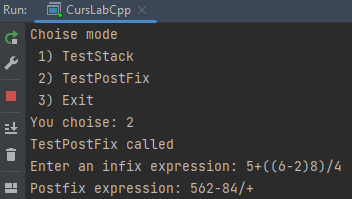 Run: CursLabCpp
Choise mode
1) TestStack
2) TestPostFix
3) Exit
You choise: 2
TestPostFix called
Enter an infix expression: 5+((6-2)8)/4
Postfix expression: 562-84/+